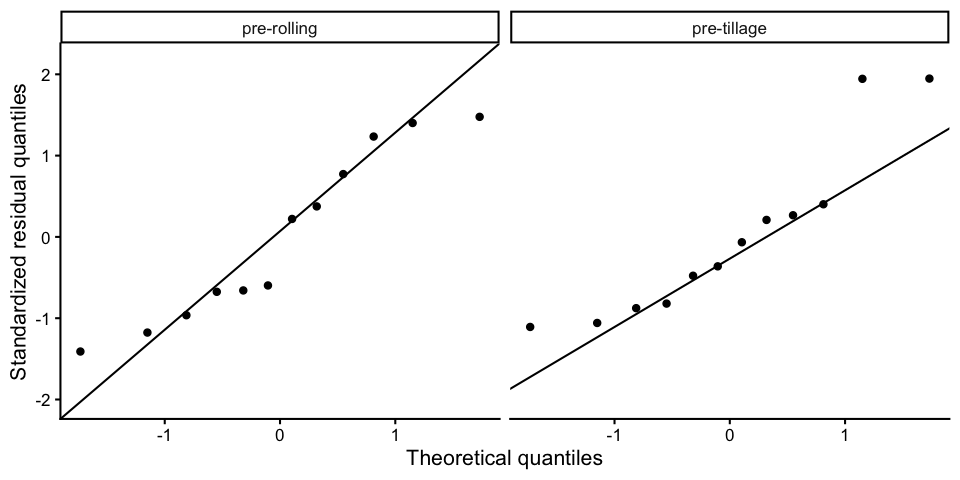 pre-rolling
pre-tillage
Standardized residual quantiles
2
1
0
-1
-2
-1 0 1
-1 0 1
Theoretical quantiles